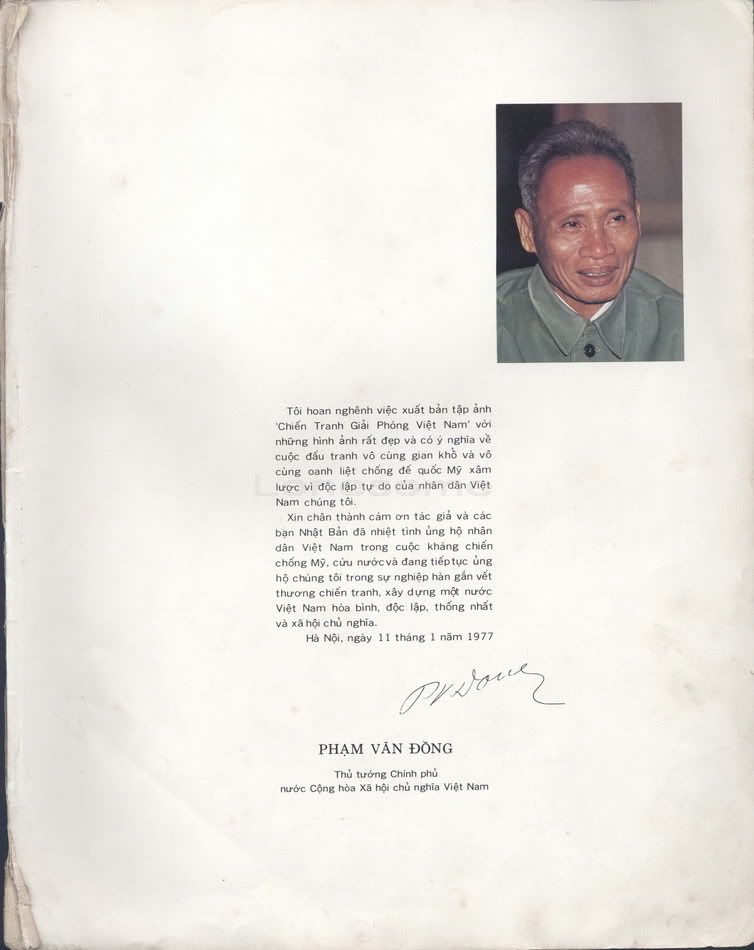 Tôi hoan nghênh việc xuất bản tập ảnh
'Chiến Tranh Giải Phóng Việt Nam' với
những hình ảnh rất đẹp và có ý nghĩa về
cuộc đấu tranh vô cùng gian khổ và vô
cùng oanh liệt chống đế quốc Mỹ xâm
lược vì độc lập tự do của nhân dân Việt
Nam chúng tôi.
Xin chân thành cám ơn tác giả và các
bạn Nhật Bản đã nhiệt tình ủng hộ nhân
dân Việt Nam trong cuộc kháng chiến
chống Mỹ, cứu nước và đang tiếp tục ủng
hộ chúng tôi trong sự nghiệp hàn gắn vết
thương chiến tranh, xây dựng một nước
Việt Nam hòa bình, độc lập, thống nhất
và xã hội chủ nghĩa.
Hà Nội, ngày 11 tháng 1 năm 1977
PVDong
PHẠM VĂN ĐỒNG
Thủ tướng Chính phủ
nước Cộng hòa Xã hội chủ nghĩa Việt Nam